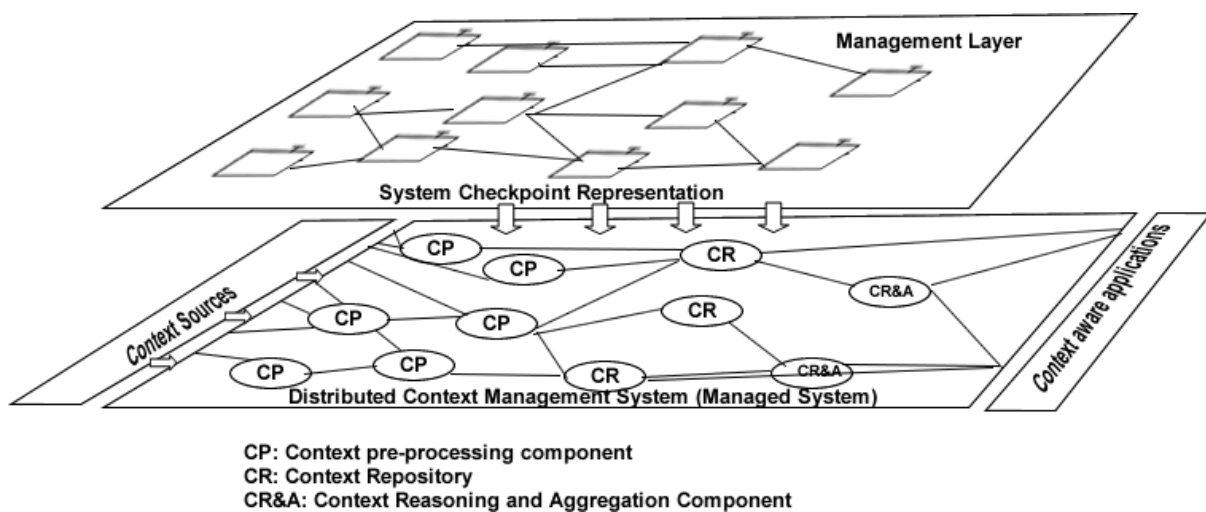 Management Layer
System Checkpoint Representation
Context Sources
CP
CP
CR
CR&A
CP
CP
CR
CP
CP
CR
CR&A
Context aware applications
Distributed Context Management System (Managed System)
CP: Context pre-processing component
CR: Context Repository
CR&A: Context Reasoning and Aggregation Component